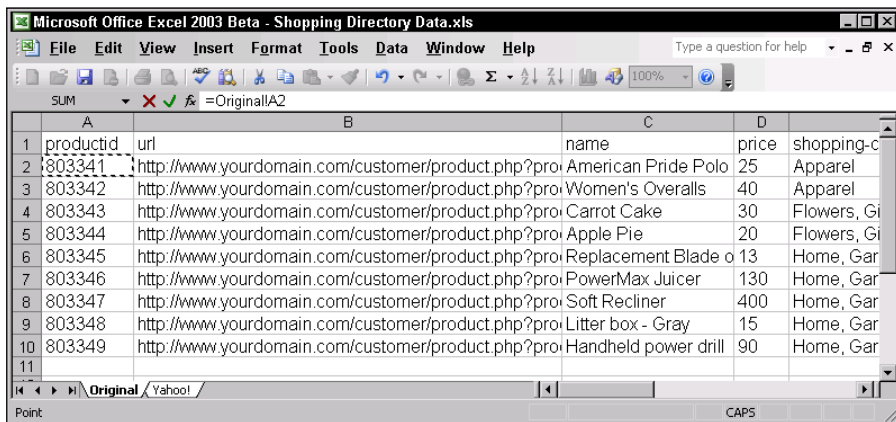 Microsoft Office Excel 2003 Beta - Shopping Directory Data.xls
File Edit View Insert Format Tools Data Window Help Type a question for help
100%
SUM fx =Original!A2
A B C D
1 productid url name price shopping-c
2 803341 http://www.yourdomain.com/customer/product.php?pro American Pride Polo 25 Apparel
3 803342 http://www.yourdomain.com/customer/product.php?pro Women's Overalls 40 Apparel
4 803343 http://www.yourdomain.com/customer/product.php?pro Carrot Cake 30 Flowers, Gi
5 803344 http://www.yourdomain.com/customer/product.php?pro Apple Pie 20 Flowers, Gi
6 803345 http://www.yourdomain.com/customer/product.php?pro Replacement Blade o 13 Home, Gar
7 803346 http://www.yourdomain.com/customer/product.php?pro PowerMax Juicer 130 Home, Gar
8 803347 http://www.yourdomain.com/customer/product.php?pro Soft Recliner 400 Home, Gar
9 803348 http://www.yourdomain.com/customer/product.php?pro Litter box - Gray 15 Home, Gar
10 803349 http://www.yourdomain.com/customer/product.php?pro Handheld power drill 90 Home, Gar
11
Original Yahoo!
Point CAPS